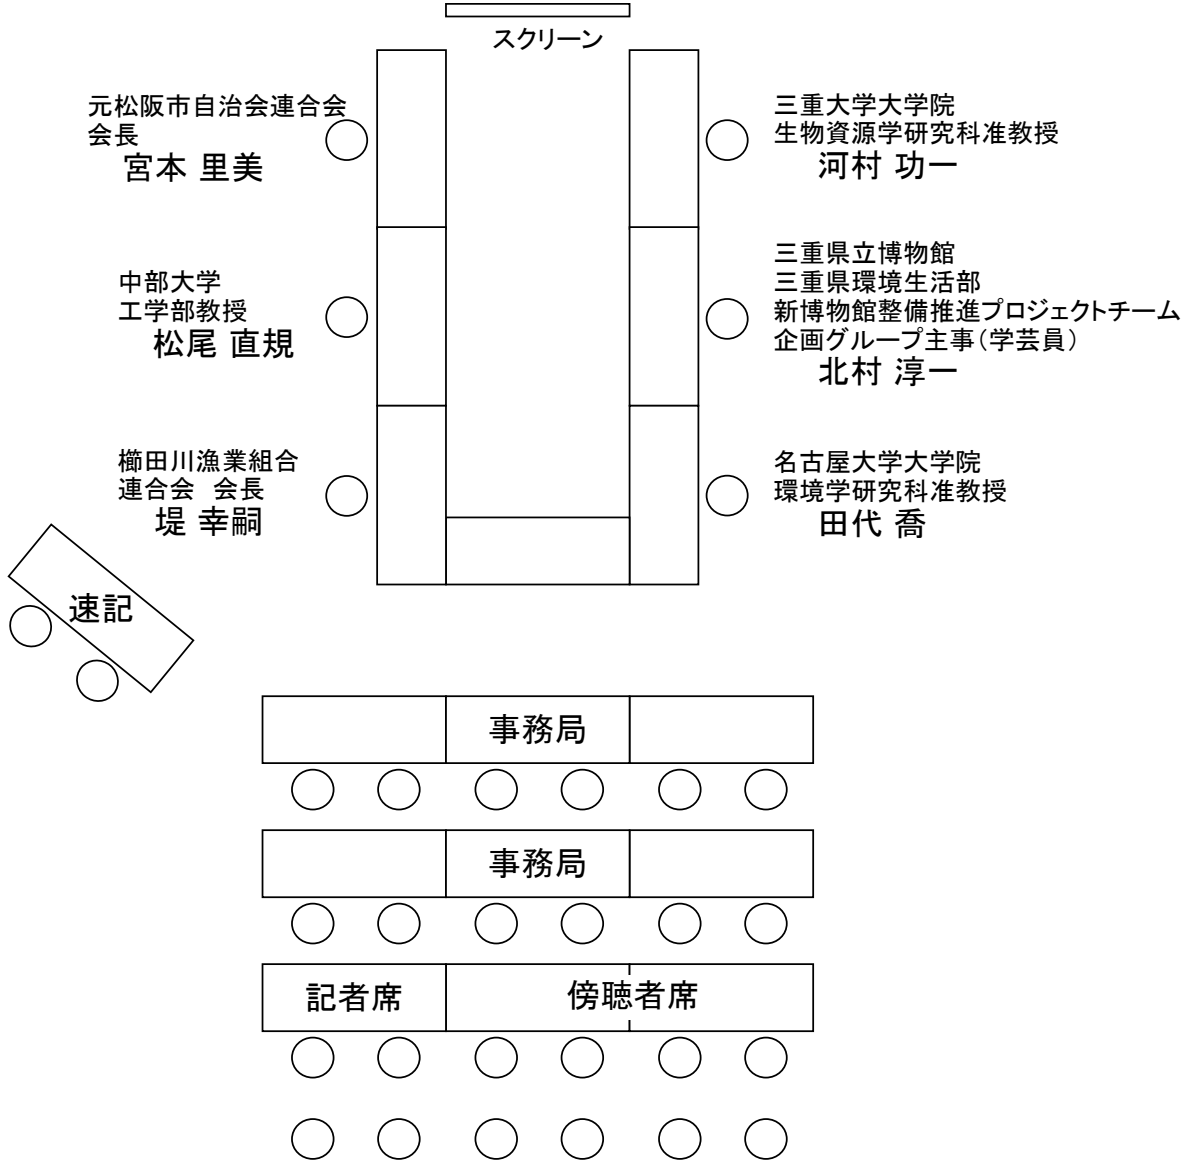 スクリーン
元松阪市自治会連合会
会長
宮本 里美
三重大学大学院
生物資源学研究科准教授
河村 功一
中部大学
工学部教授
松尾 直規
三重県立博物館
三重県環境生活部
新博物館整備推進プロジェクトチーム
企画グループ主事（学芸員）
北村 淳一
櫛田川漁業組合
連合会　会長
堤 幸嗣
名古屋大学大学院
環境学研究科准教授
田代 喬
速記
事務局
事務局
記者席
傍聴者席